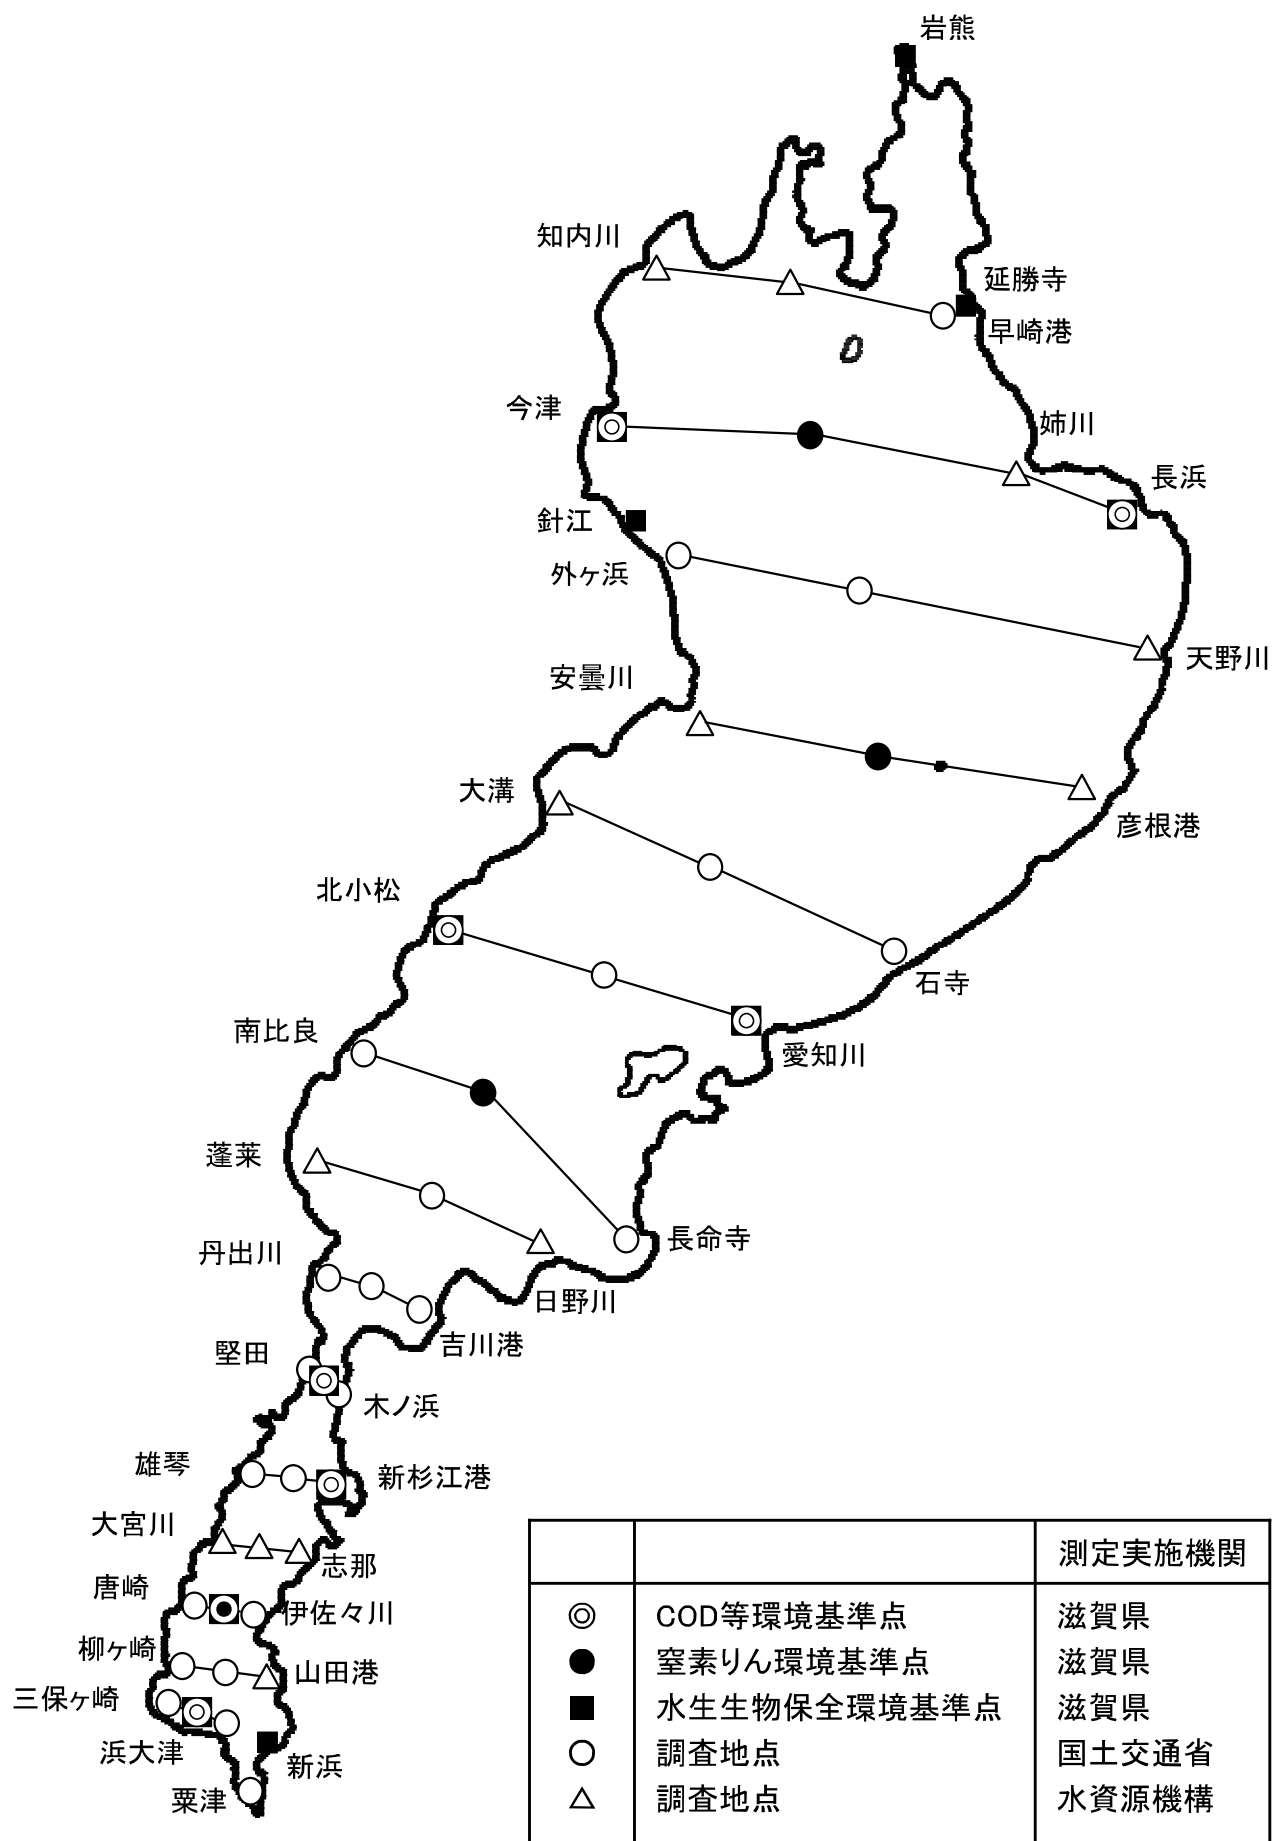 岩熊
知内川
延勝寺
早崎港
今津
姉川
長浜
針江
外ヶ浜
天野川
安曇川
大溝
彦根港
北小松
石寺
南比良
愛知川
蓬莱
長命寺
丹出川
日野川
吉川港
堅田
木ノ浜
雄琴
新杉江港
大宮川
志那
唐崎
伊佐々川
柳ヶ崎
山田港
三保ヶ崎
浜大津
新浜
粟津
測定実施機関
◎ COD等環境基準点 滋賀県
●窒素りん環境基準点 滋賀県
■ 水生生物保全環境基準点 滋賀県
○ 調査地点 国土交通省
△ 調査地点 水資源機構